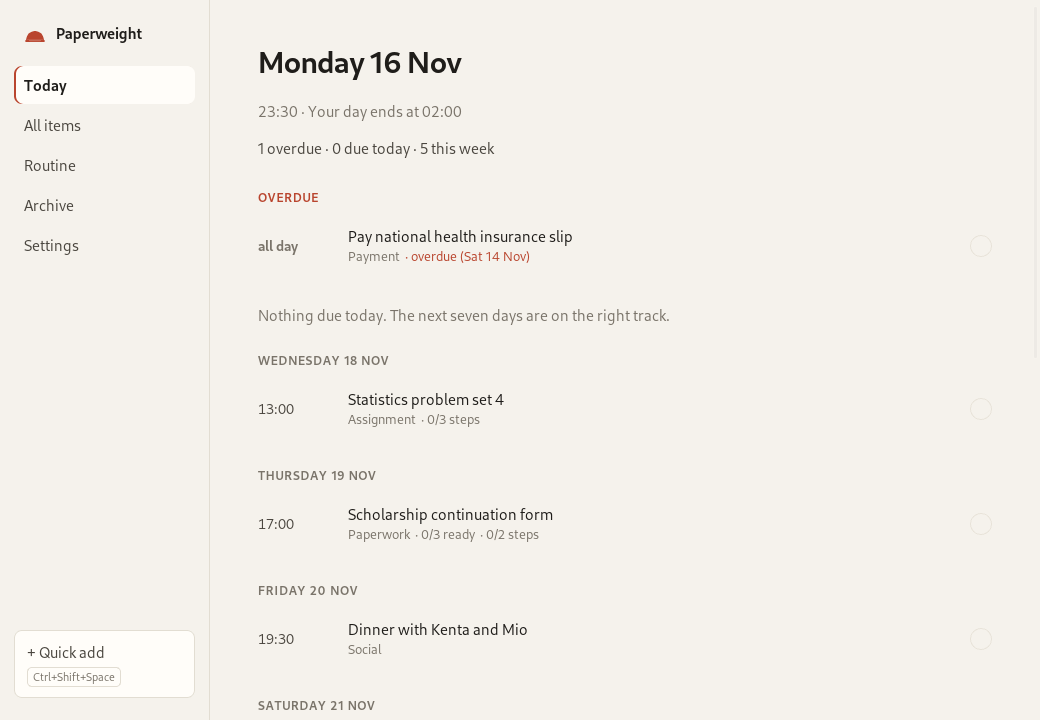 Paperweight
Today
All items
Routine
Archive
Settings
+ Quick add
Ctrl+Shift+Space
Monday 16 Nov
23:30 · Your day ends at 02:00
1 overdue · 0 due today · 5 this week
OVERDUE
all day
Pay national health insurance slip
Payment · overdue (Sat 14 Nov)
Nothing due today. The next seven days are on the right track.
WEDNESDAY 18 NOV
13:00
Statistics problem set 4
Assignment · 0/3 steps
THURSDAY 19 NOV
17:00
Scholarship continuation form
Paperwork · 0/3 ready · 0/2 steps
FRIDAY 20 NOV
19:30
Dinner with Kenta and Mio
Social
SATURDAY 21 NOV